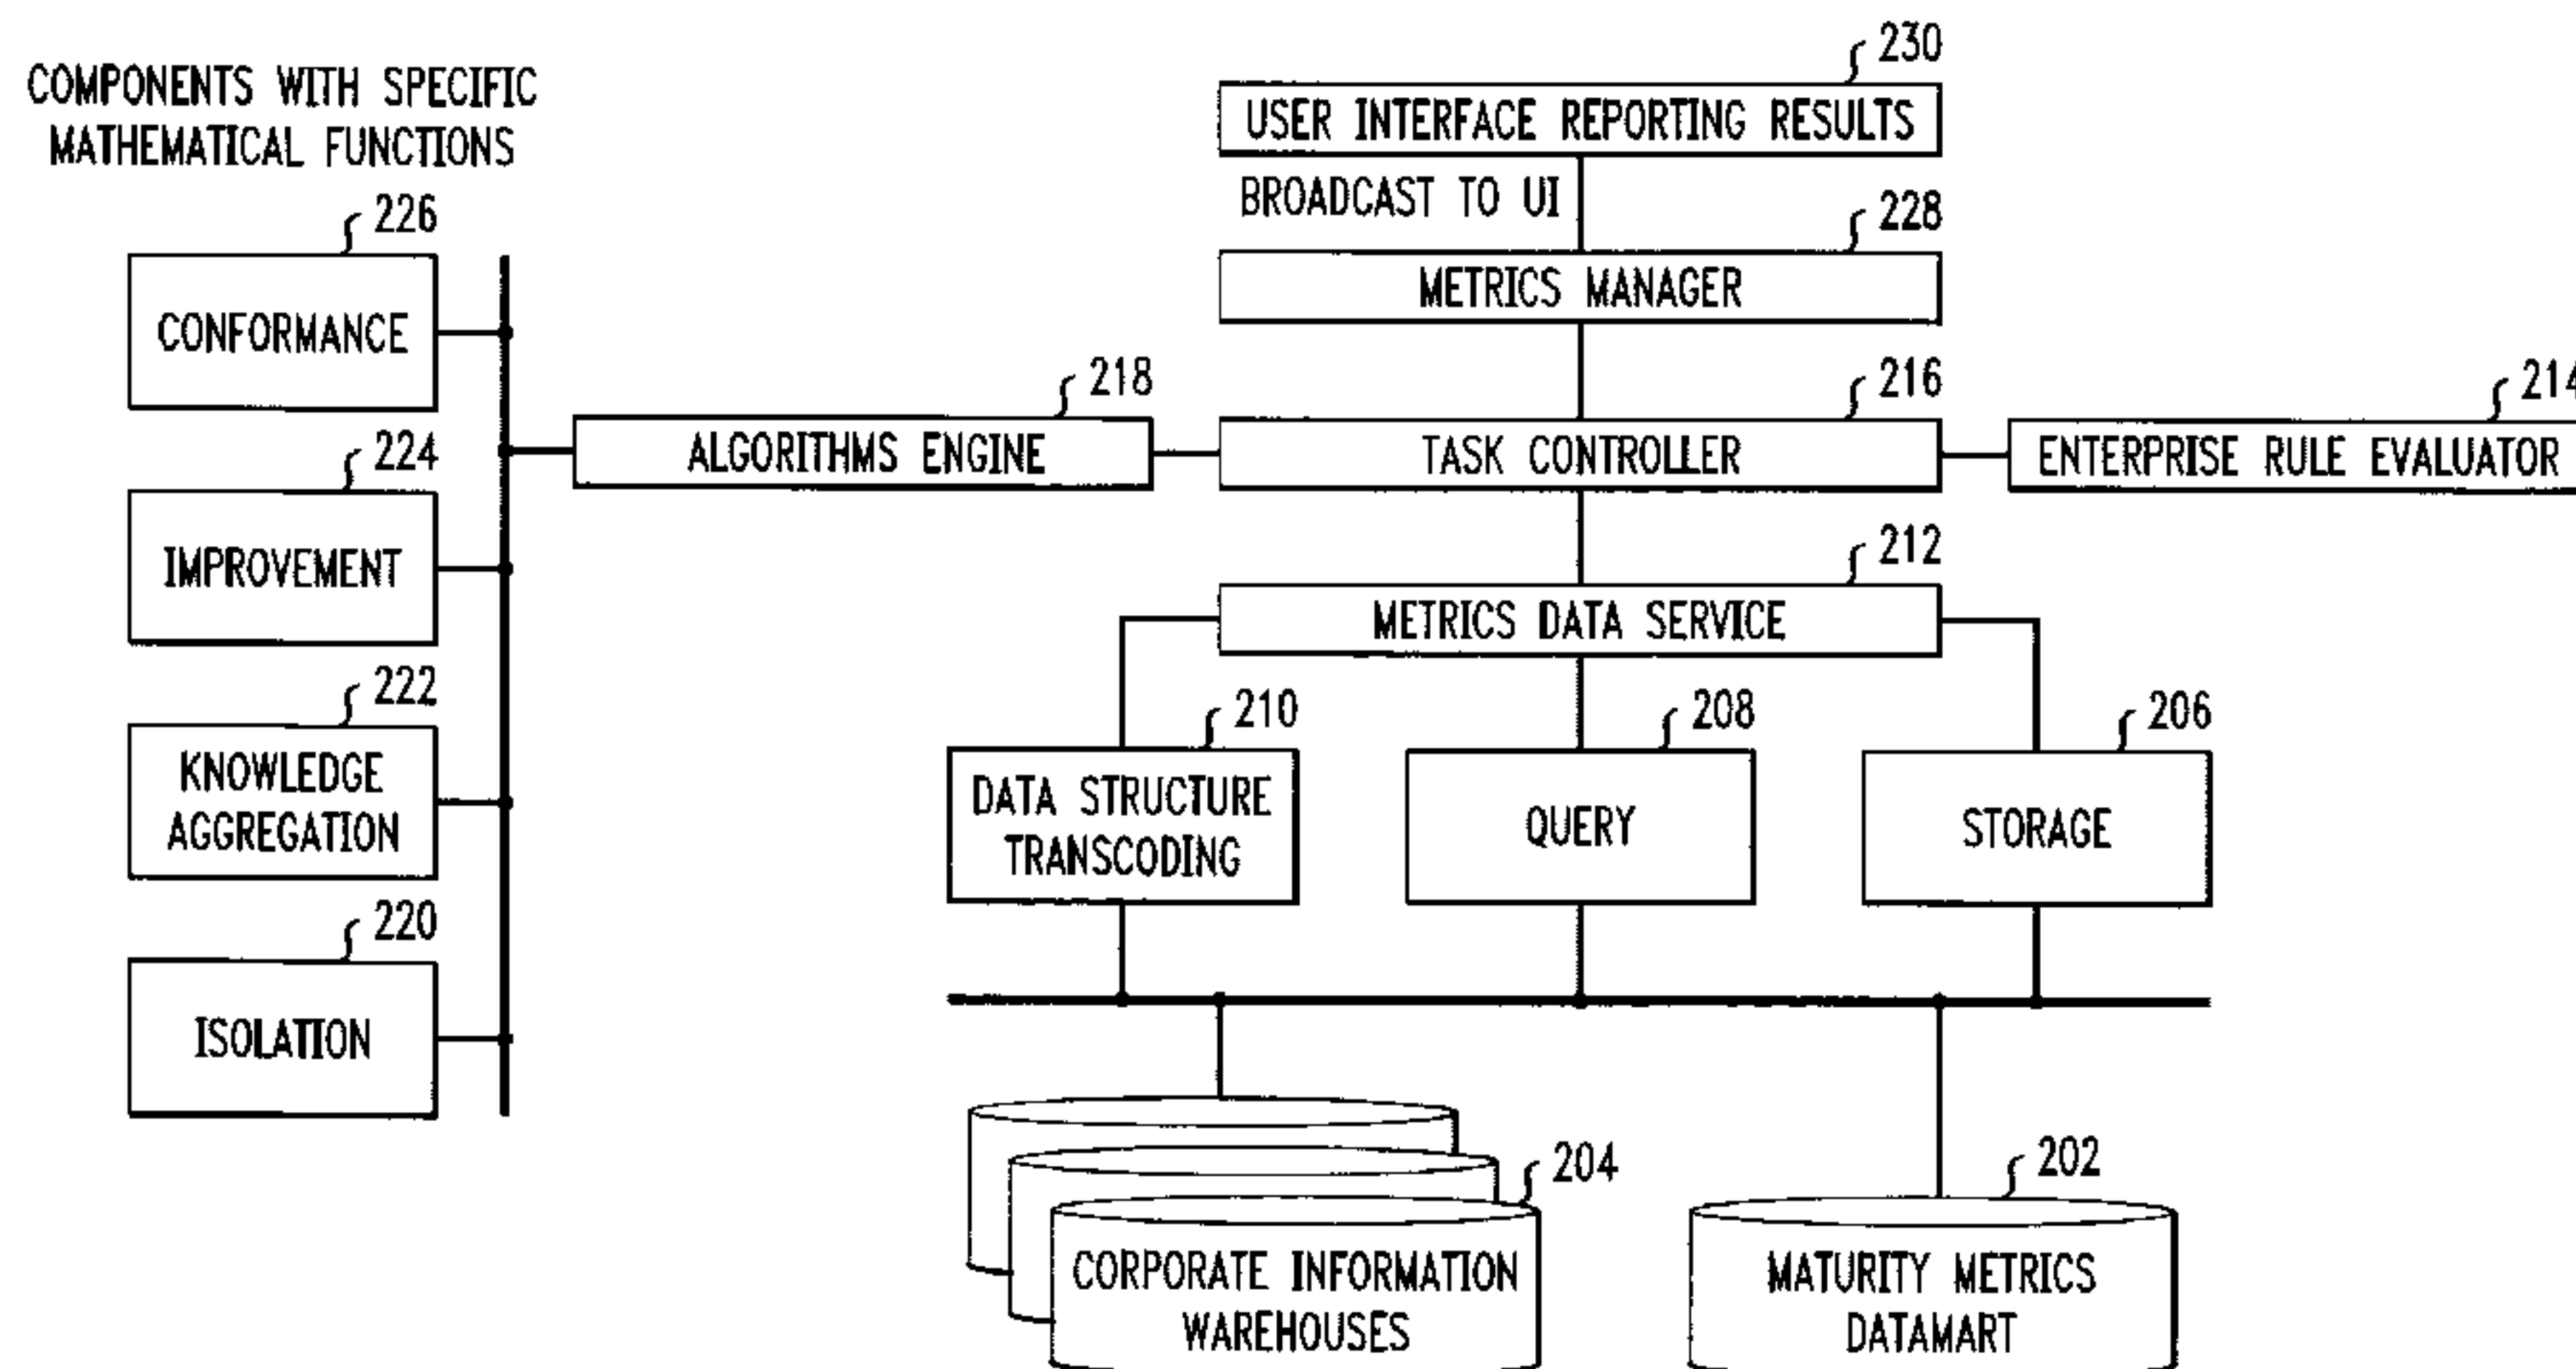 COMPONENTS WITH SPECIFIC
MATHEMATICAL FUNCTIONS
230
USER INTERFACE REPORTING RESULTS
BROADCAST TO UI
228
METRICS MANAGER
226
CONFORMANCE
218
ALGORITHMS ENGINE
216
TASK CONTROLLER
214
ENTERPRISE RULE EVALUATOR
224
IMPROVEMENT
212
METRICS DATA SERVICE
222
KNOWLEDGE
AGGREGATION
210
DATA STRUCTURE
TRANSCODING
208
QUERY
206
STORAGE
220
ISOLATION
204
CORPORATE INFORMATION
WAREHOUSES
202
MATURITY METRICS
DATAMART